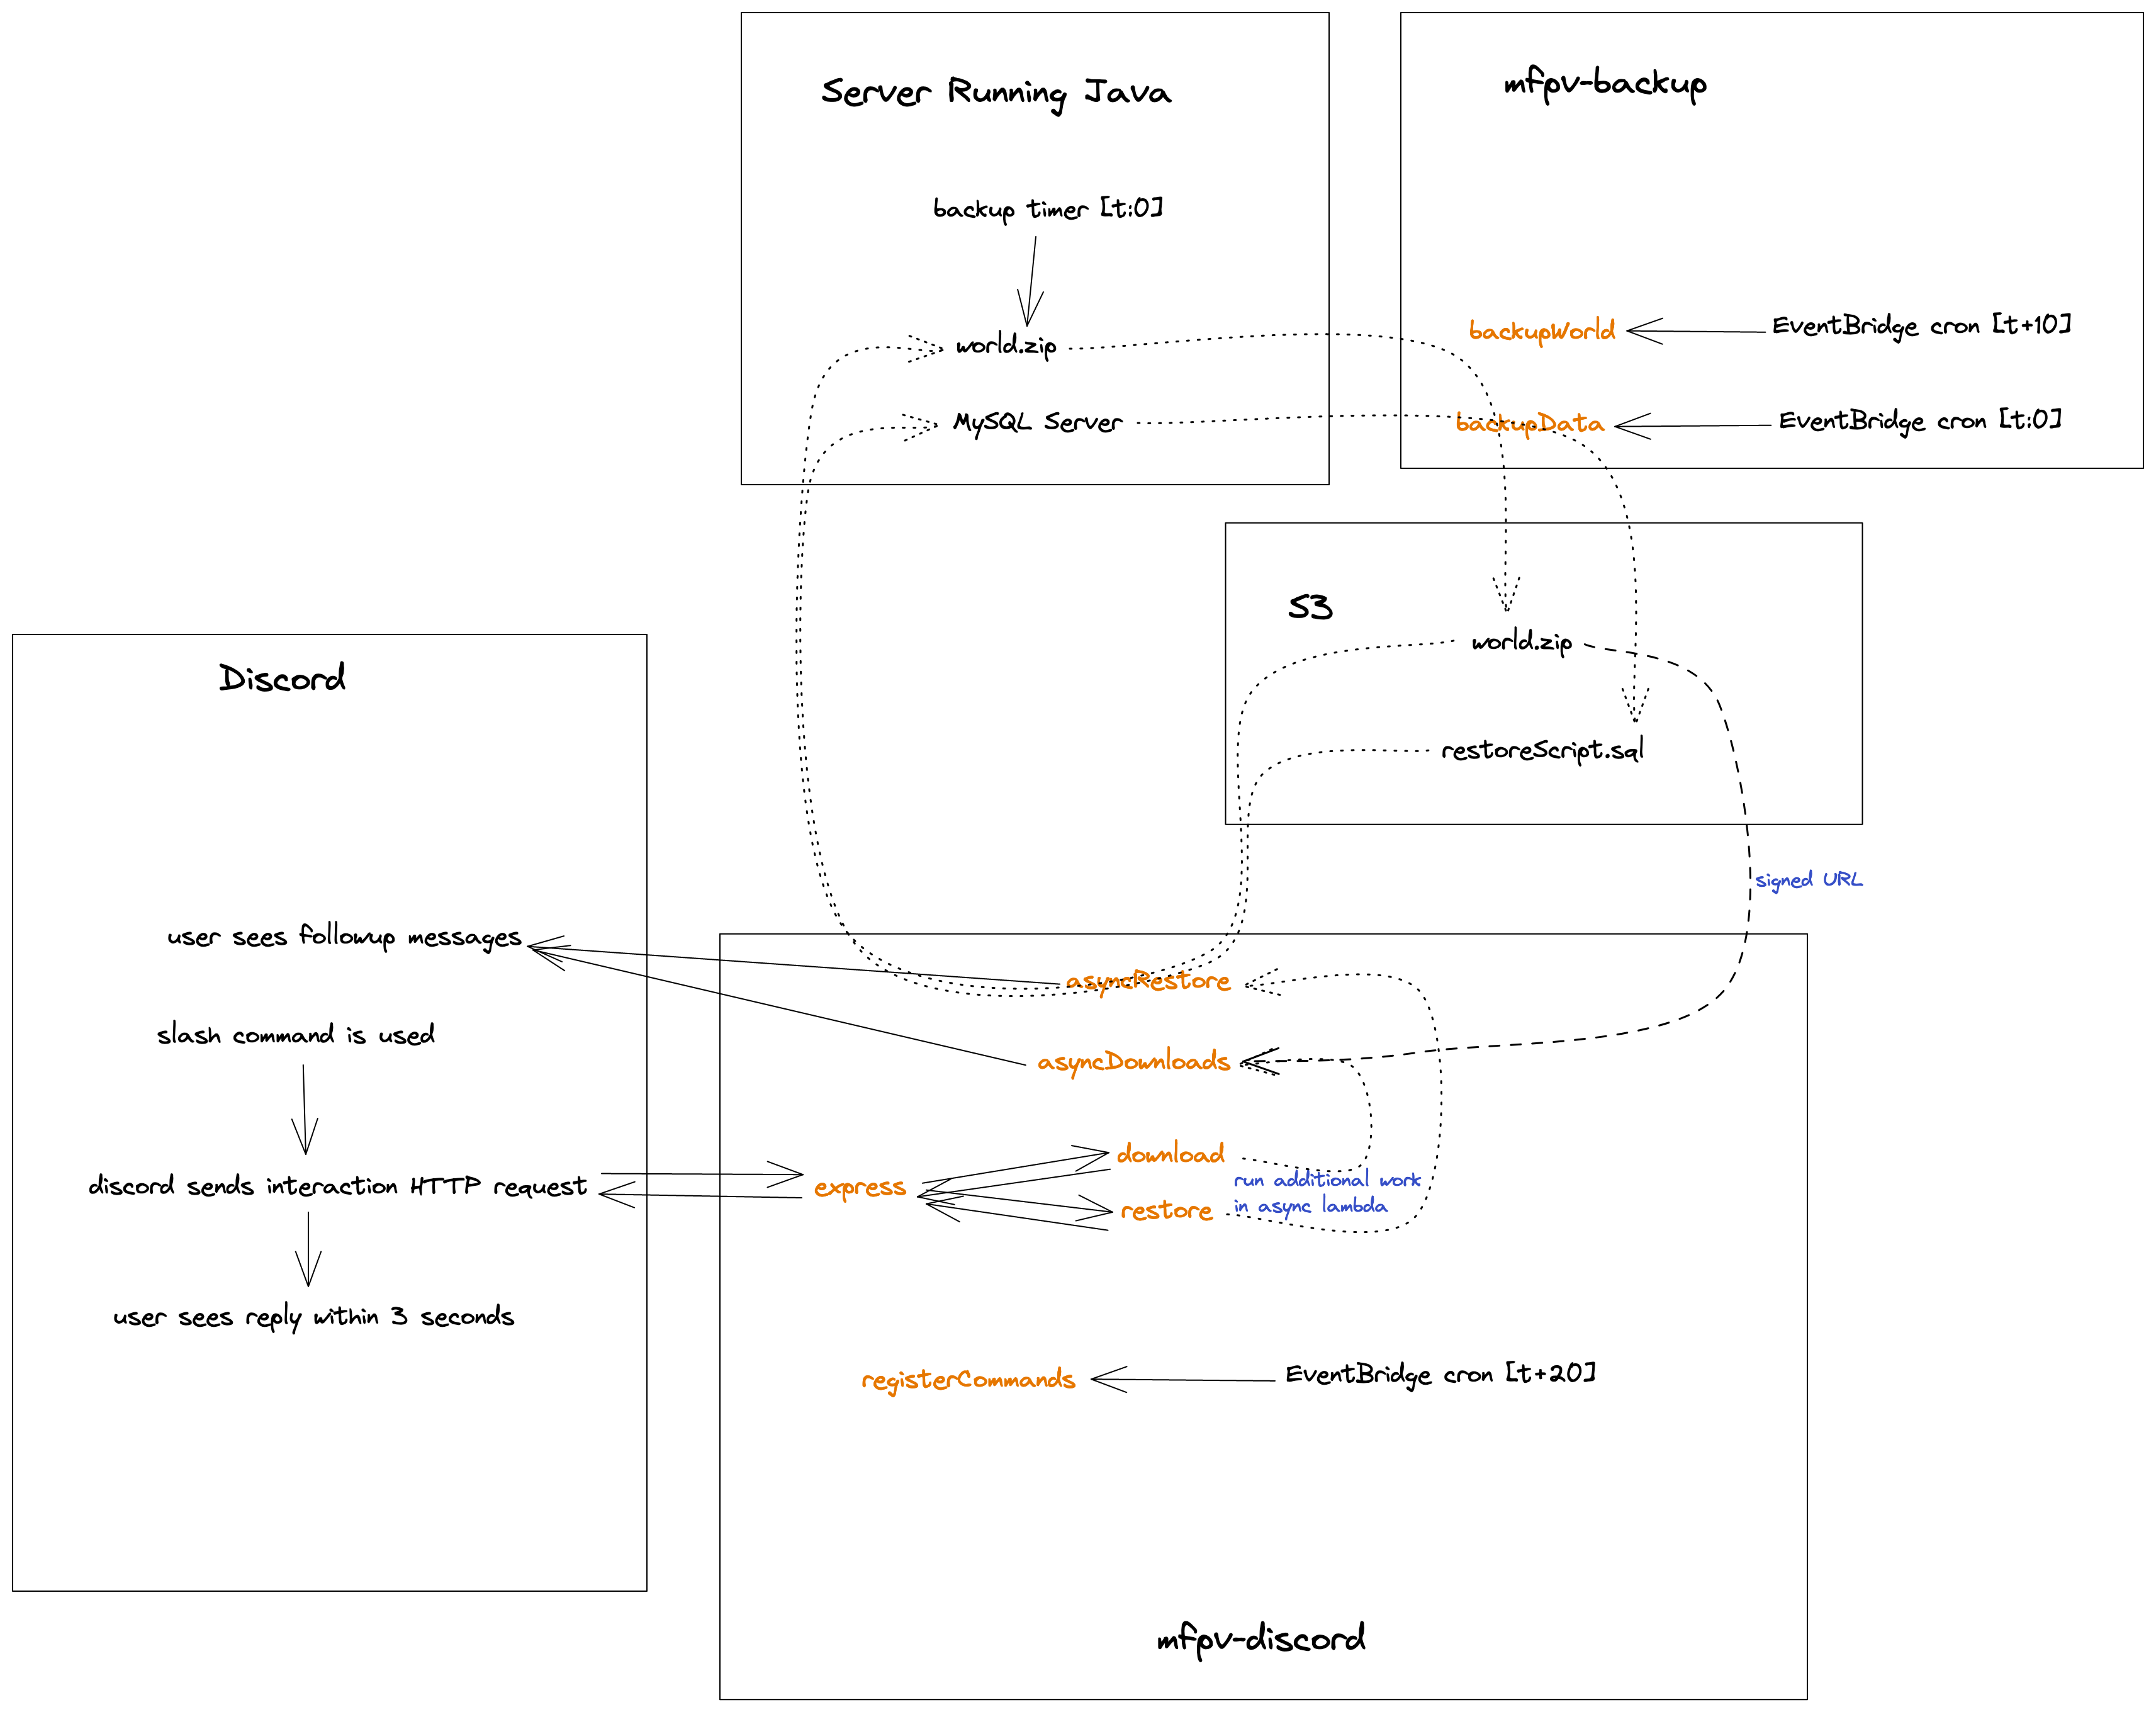 Server Running Java
backup timer [t:0]
world.zip
MySQL Server
mfpv-backup
backupWorld
EventBridge cron [t+10]
backupData
EventBridge cron [t:0]
S3
world.zip
restoreScript.sql
signed URL
Discord
user sees followup messages
slash command is used
discord sends interaction HTTP request
user sees reply within 3 seconds
asyncRestore
asyncDownloads
download
express
run additional work
in async lambda
restore
registerCommands
EventBridge cron [t+20]
mfpv-discord